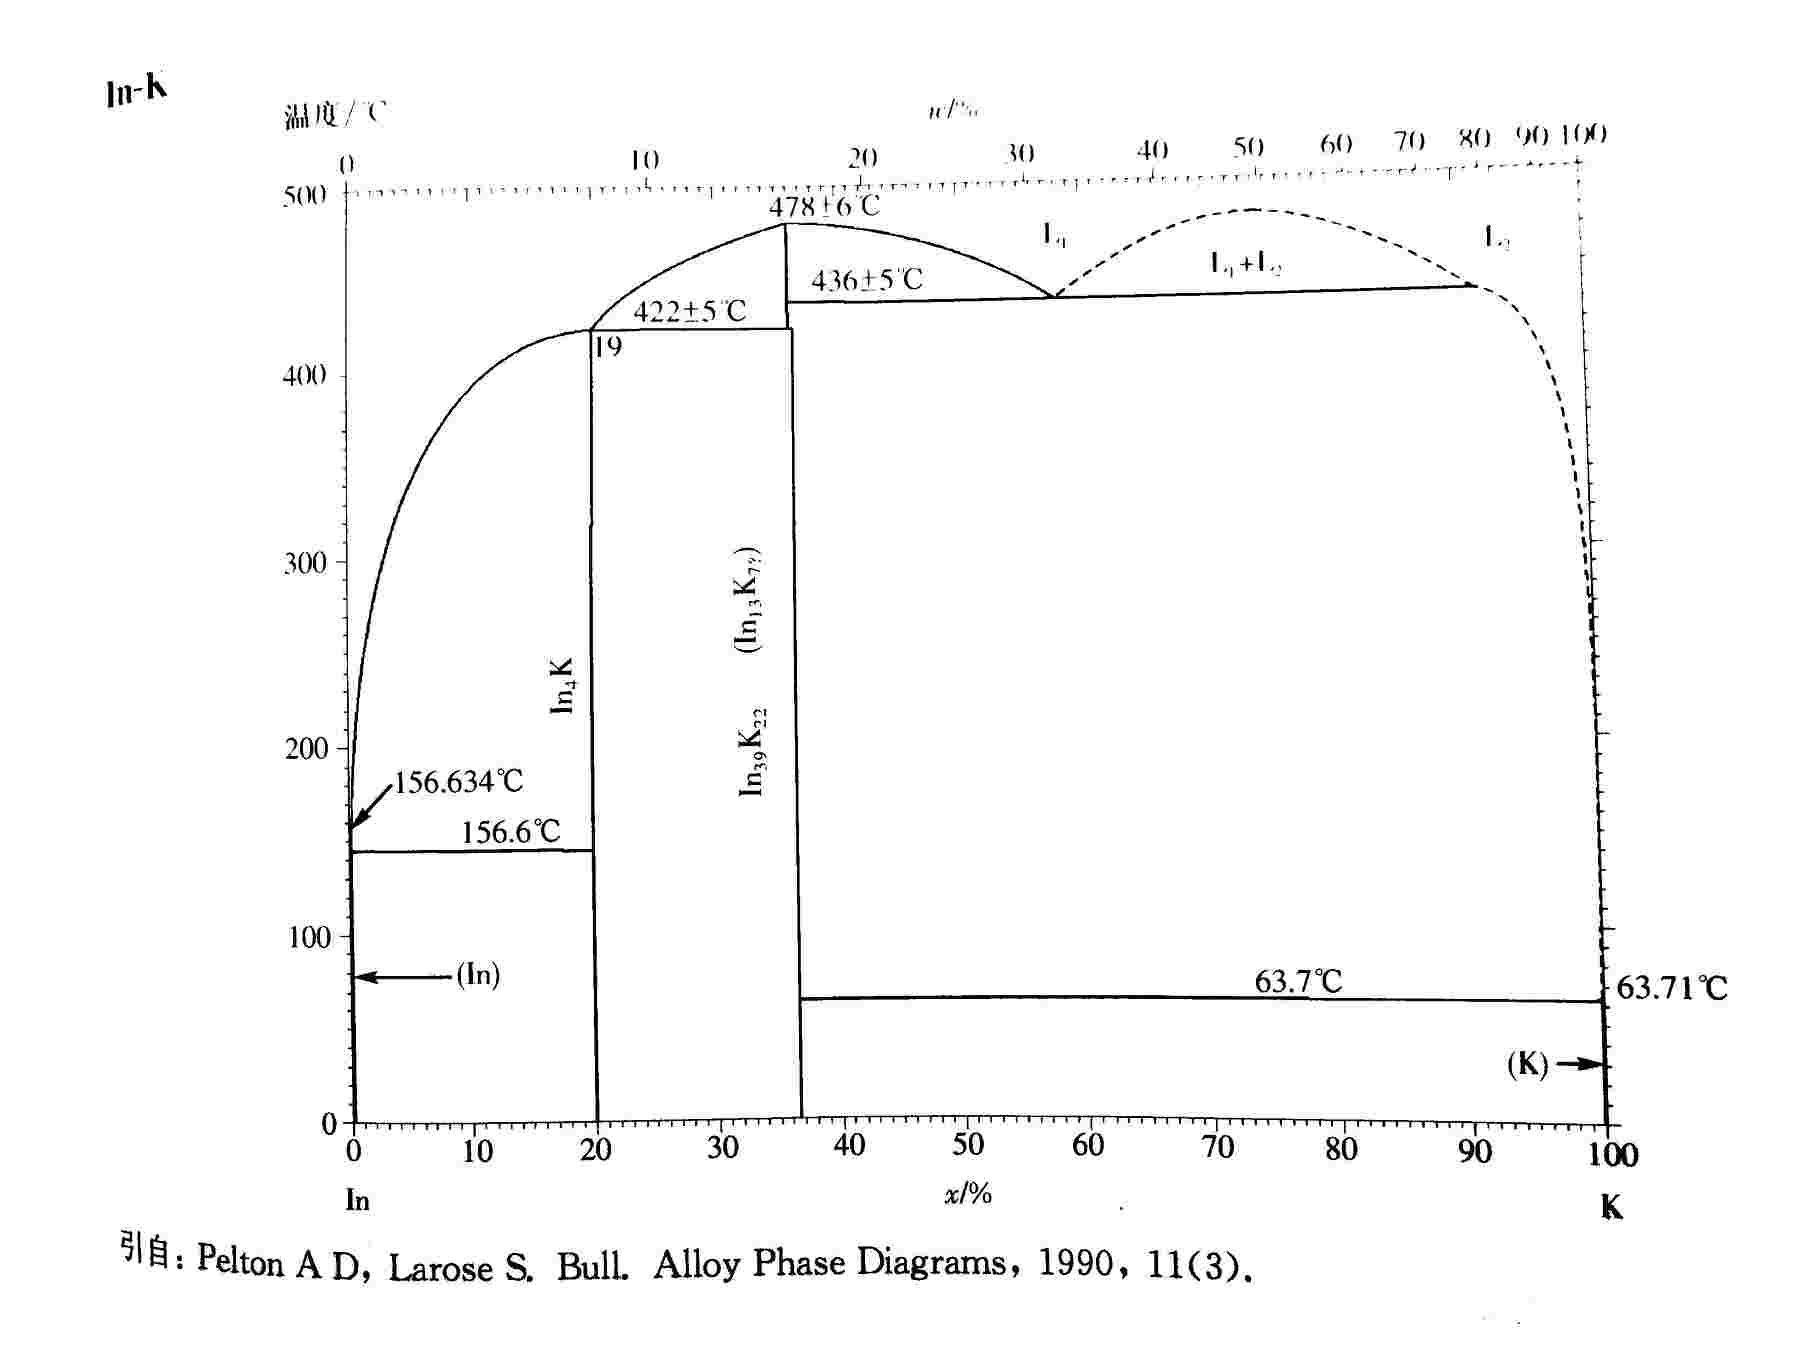 In-K
温度/℃
w/%
0 10 20 30 40 50 60 70 80 90 100
500
478±6℃
L₁
L₂
L₁+L₂
436±5℃
422±5℃
19
400
300
(In₁₃K₇?)
In₄K
In₃₉K₂₂
200
156.634℃
156.6℃
100
(In)
63.7℃
63.71℃
(K)
0
0 10 20 30 40 50 60 70 80 90 100
In
x/%
K
引自: Pelton A D, Larose S. Bull. Alloy Phase Diagrams, 1990, 11(3).